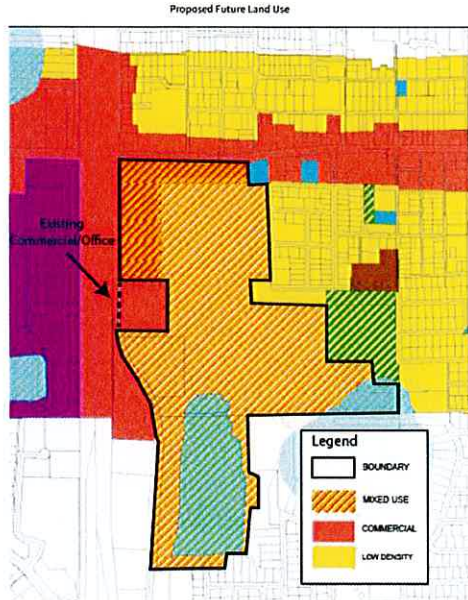 Proposed Future Land Use
Existing
Commercial/Office
Legend
BOUNDARY
MIXED USE
COMMERCIAL
LOW DENSITY